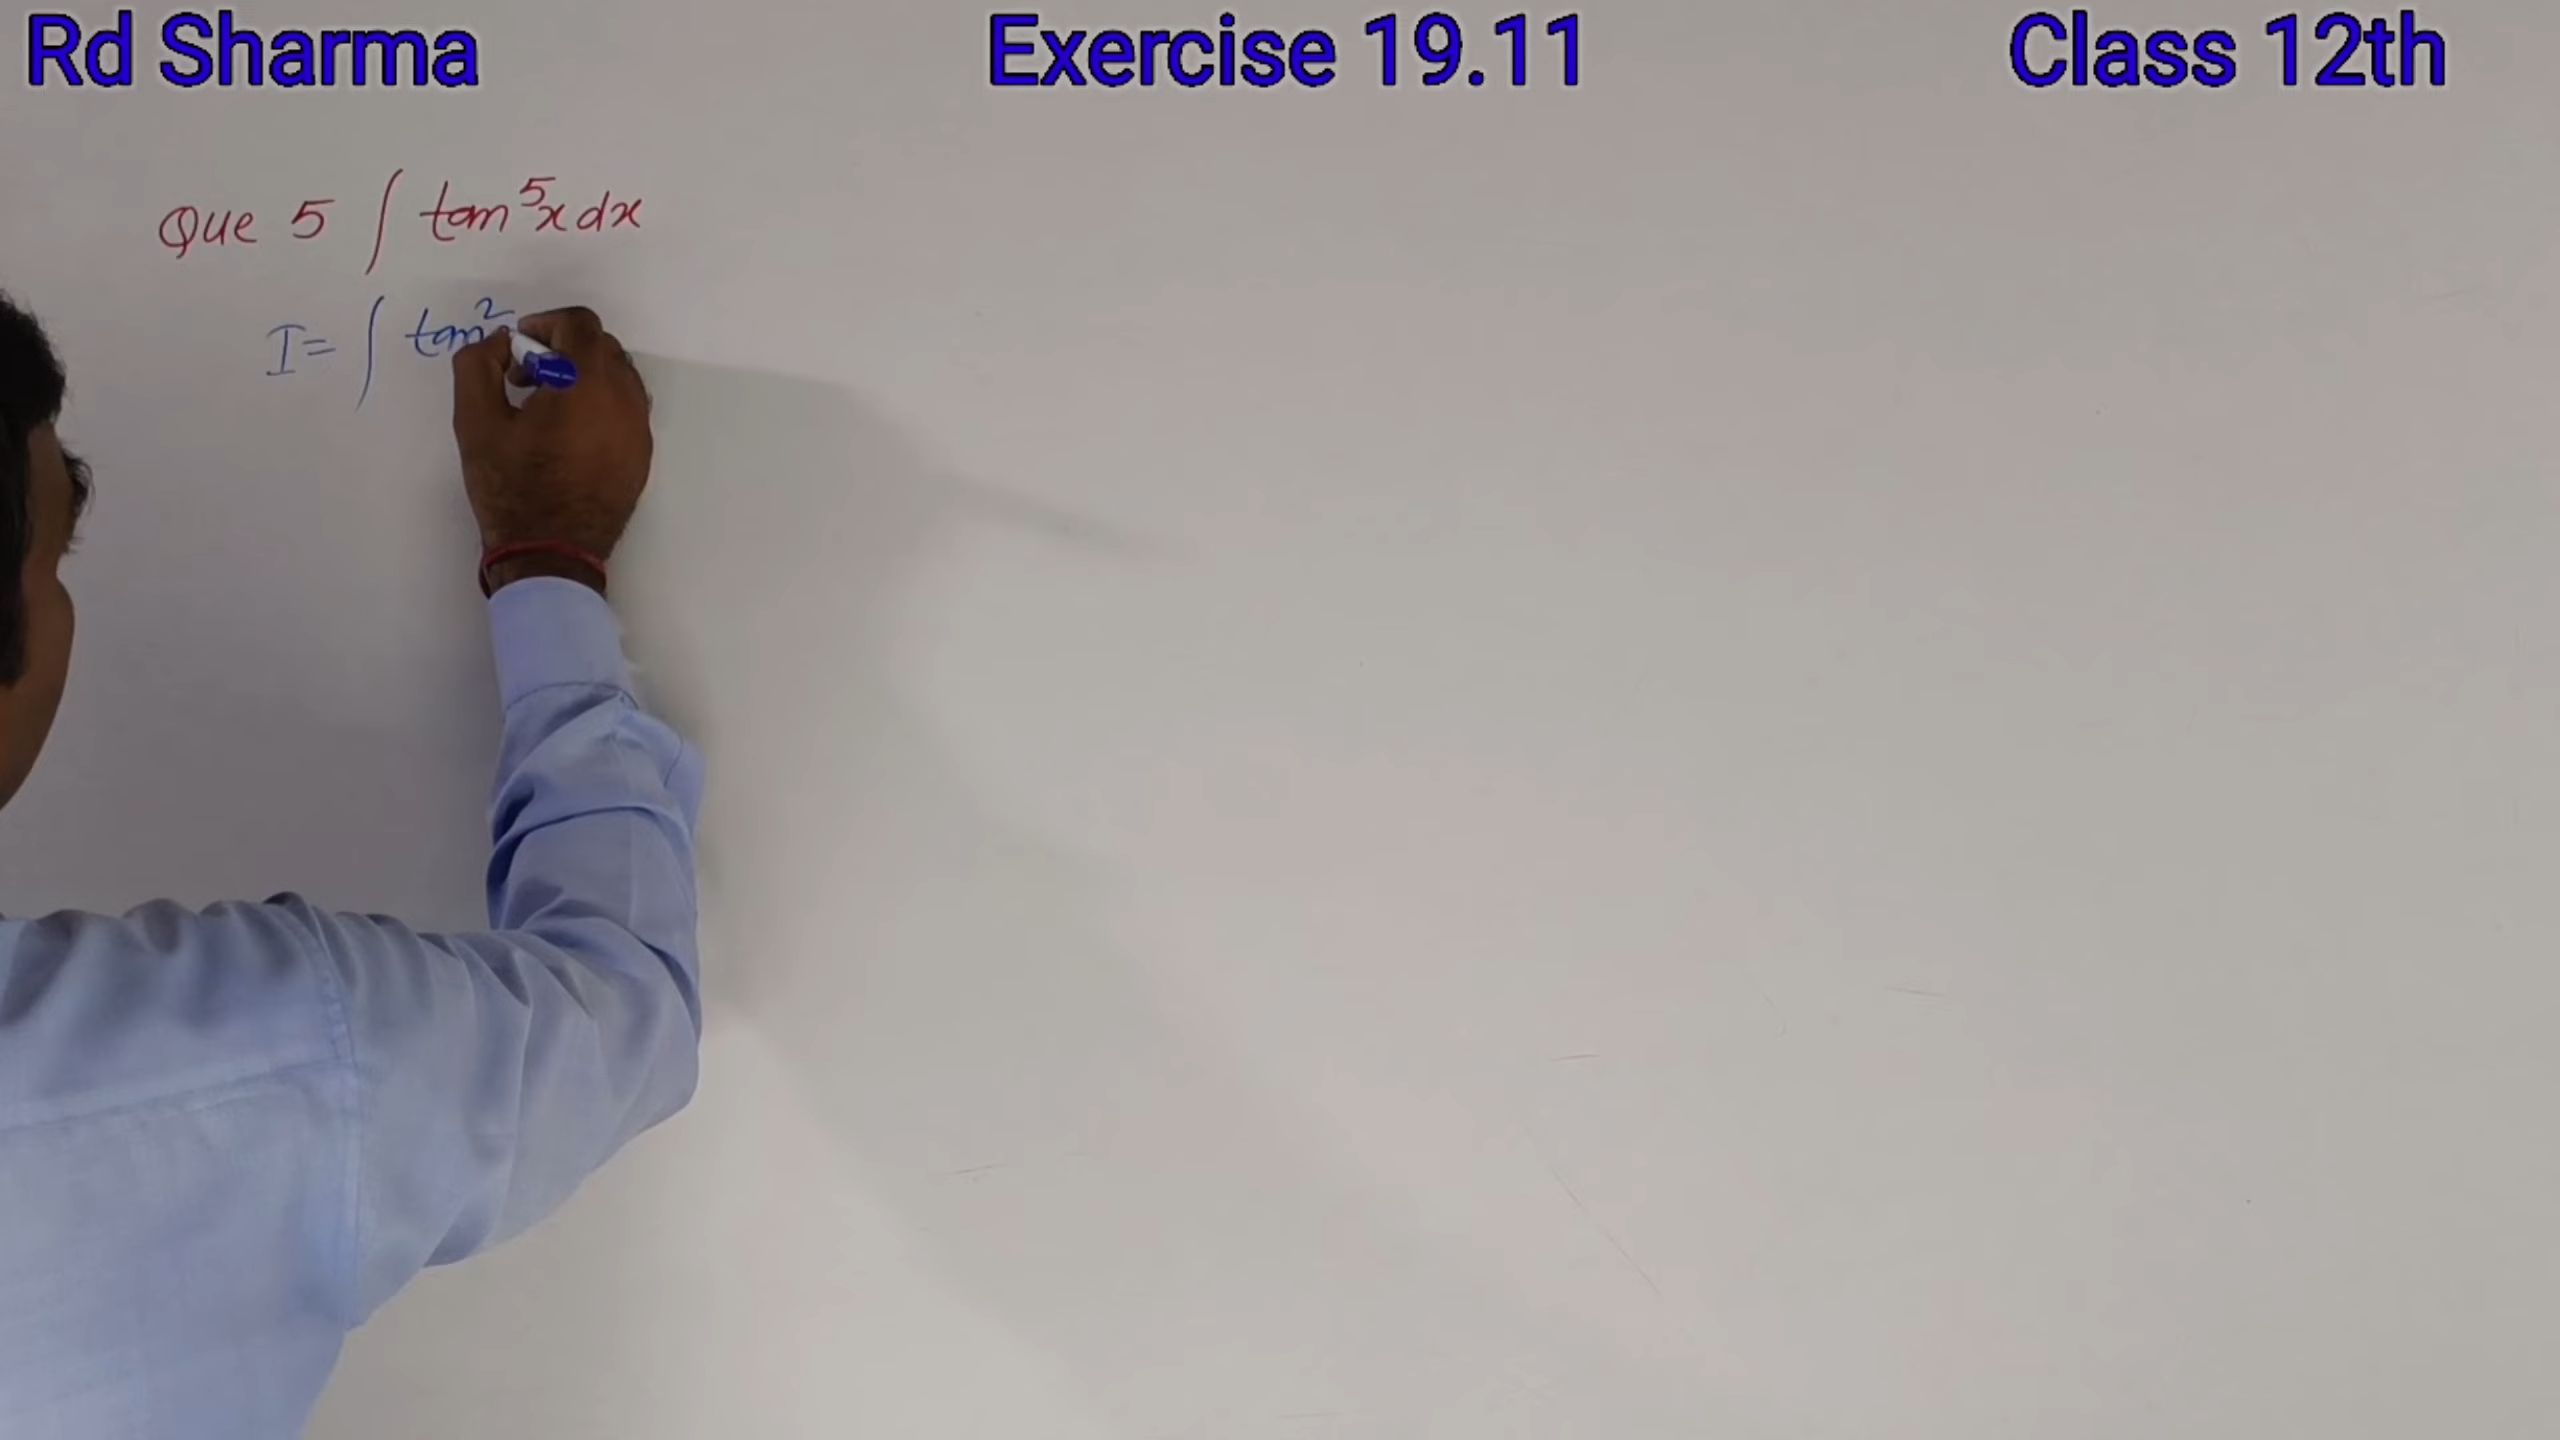 Rd Sharma Exercise 19.11 Class 12th
Que 5 ∫ tan⁵x dx
I = ∫ tan²